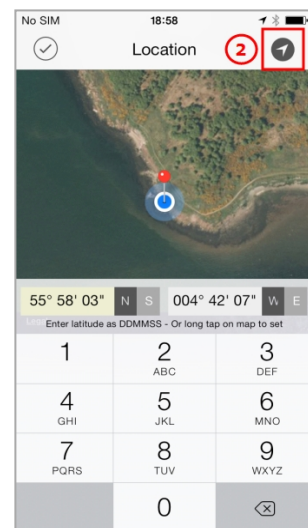 No SIM 18:58
Location 2
55° 58' 03" N S 004° 42' 07" W E
Enter latitude as DDMMSS - Or long tap on map to set
1 2 3
ABC DEF
4 5 6
GHI JKL MNO
7 8 9
PQRS TUV WXYZ
0